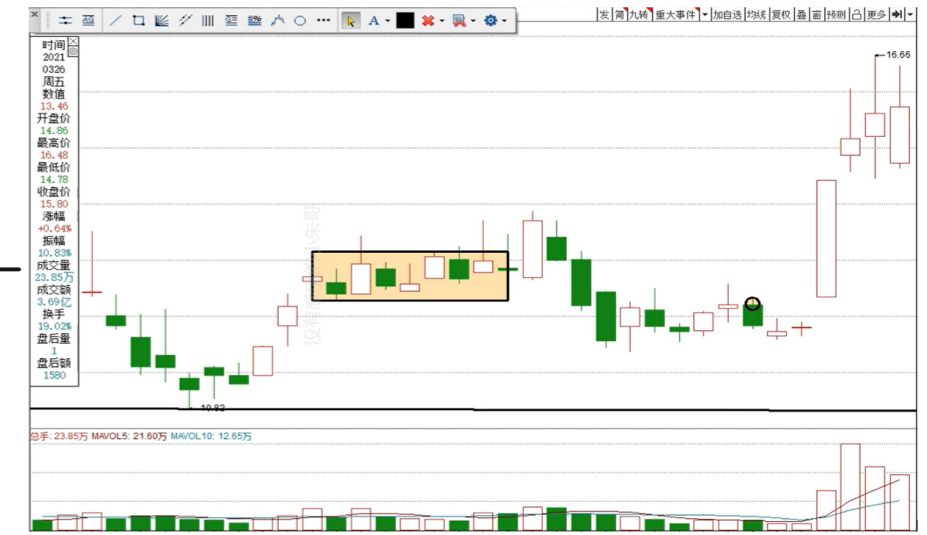 发 简 九转 重大事件 加自选 均线 复权 叠 窗 预测 更多
A
时间
2021
0326
周五
数值
13.46
开盘价
14.86
最高价
16.48
最低价
14.78
收盘价
15.80
涨幅
+0.64%
振幅
10.83%
成交量
23.85万
成交额
3.69亿
换手
19.02%
盘后量
1
盘后额
1580
16.66
10.82
总手: 23.85万 MAVOL5: 21.60万 MAVOL10: 12.65万